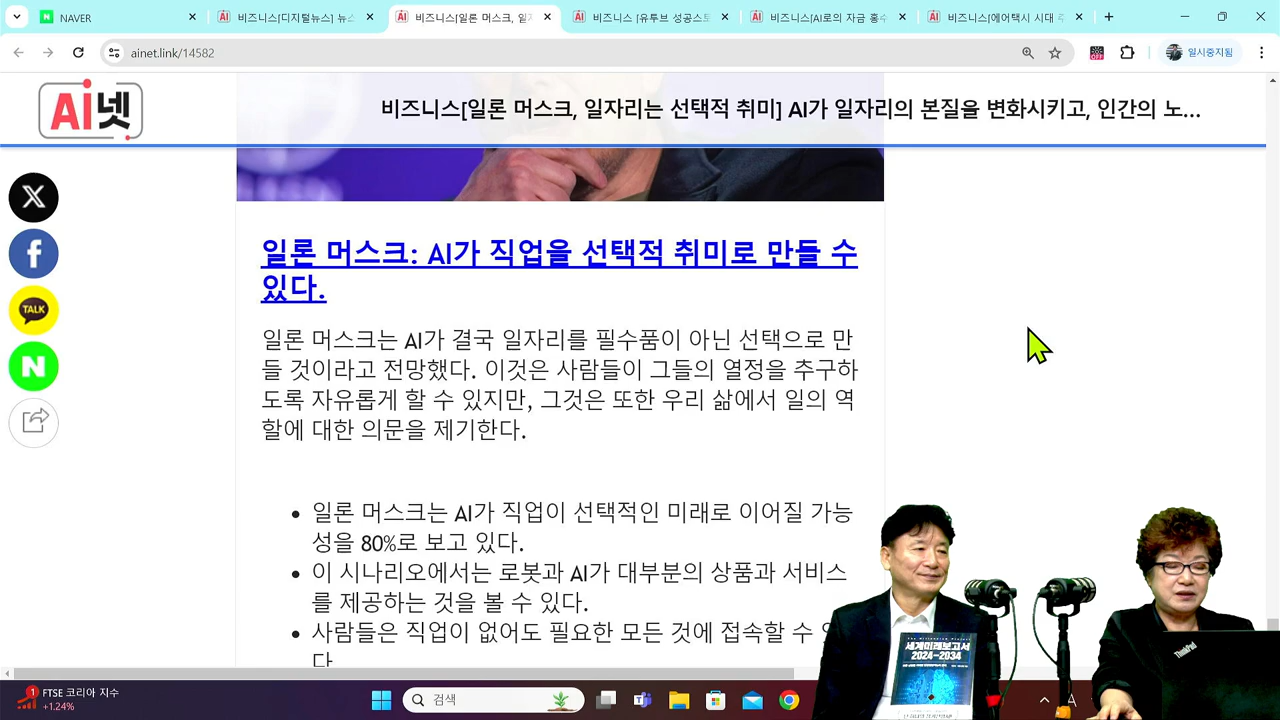 NAVER
비즈니스[디지털뉴스] 뉴스
비즈니스[일론 머스크, 일자
비즈니스 [유투브 성공스토
비즈니스[AI로의 자금 홍수
비즈니스[에어택시 시대
ainet.link/14582
OFF
일시중지됨
Ai넷
비즈니스[일론 머스크, 일자리는 선택적 취미] AI가 일자리의 본질을 변화시키고, 인간의 노...
일론 머스크: AI가 직업을 선택적 취미로 만들 수
있다.
TALK
N
일론 머스크는 AI가 결국 일자리를 필수품이 아닌 선택으로 만
들 것이라고 전망했다. 이것은 사람들이 그들의 열정을 추구하
도록 자유롭게 할 수 있지만, 그것은 또한 우리 삶에서 일의 역
할에 대한 의문을 제기한다.
일론 머스크는 AI가 직업이 선택적인 미래로 이어질 가능
성을 80%로 보고 있다.
이 시나리오에서는 로봇과 AI가 대부분의 상품과 서비스
를 제공하는 것을 볼 수 있다.
사람들은 직업이 없어도 필요한 모든 것에 접속할 수
다
세계미래보고서
2024-2034
ThinkPad
1
FTSE 코리아 지수
+1.24%
검색
A